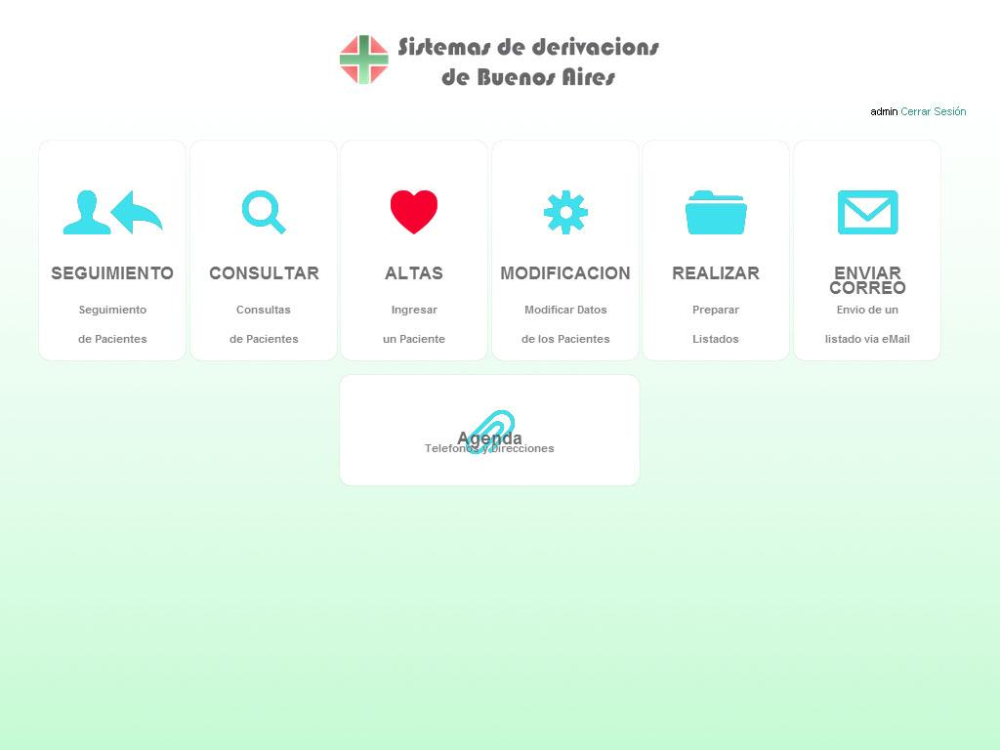 Sistemas de derivacions
de Buenos Aires
admin Cerrar Sesión
SEGUIMIENTO
Seguimiento
de Pacientes
CONSULTAR
Consultas
de Pacientes
ALTAS
Ingresar
un Paciente
MODIFICACION
Modificar Datos
de los Pacientes
REALIZAR
Preparar
Listados
ENVIAR
CORREO
Envio de un
listado via eMail
Agenda
Telefonos y Direcciones